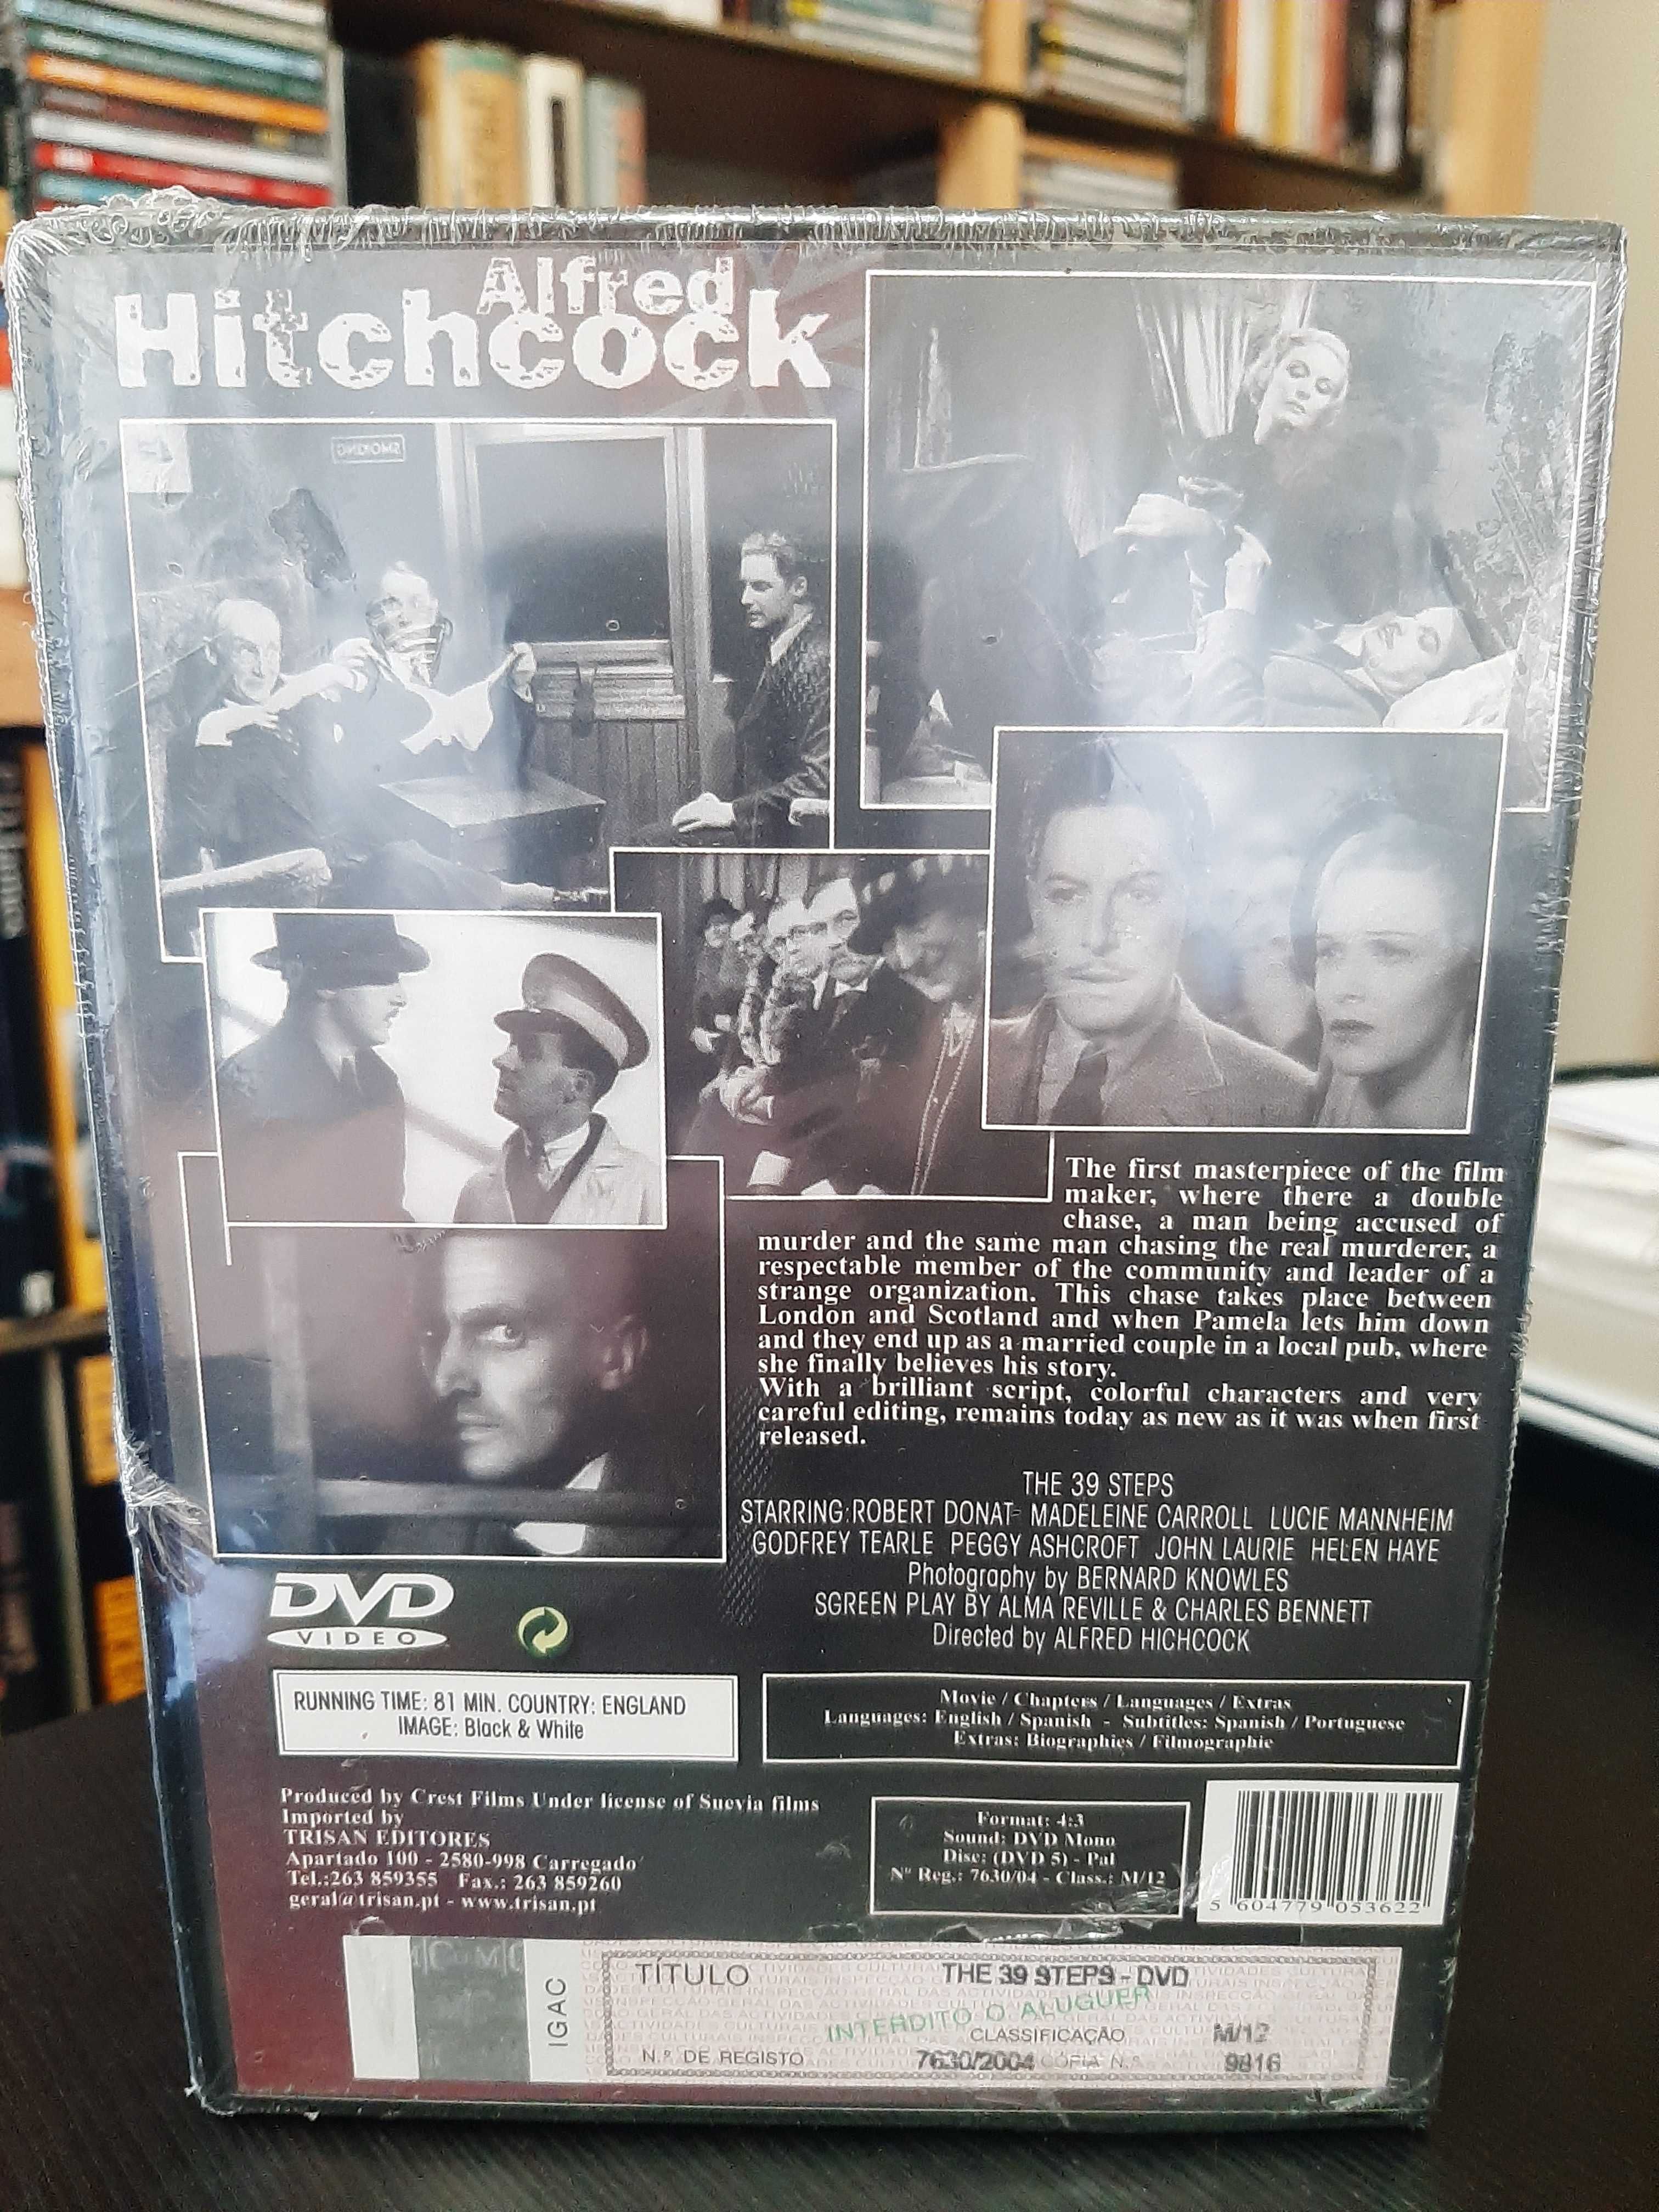 Alfred
Hitchcock
SMOKING
The first masterpiece of the film
maker, where there a double
chase, a man being accused of
murder and the same man chasing the real murderer, a
respectable member of the community and leader of a
strange organization. This chase takes place between
London and Scotland and when Pamela lets him down
and they end up as a married couple in a local pub, where
she finally believes his story.
With a brilliant script, colorful characters and very
careful editing, remains today as new as it was when first
released.
THE 39 STEPS
STARRING:ROBERT DONAT- MADELEINE CARROLL LUCIE MANNHEIM
GODFREY TEARLE PEGGY ASHCROFT JOHN LAURIE HELEN HAYE
Photography by BERNARD KNOWLES
SGREEN PLAY BY ALMA REVILLE & CHARLES BENNETT
Directed by ALFRED HICHCOCK
DVD
VIDEO
RUNNING TIME: 81 MIN. COUNTRY: ENGLAND
IMAGE: Black & White
Movie / Chapters / Languages / Extras
Languages: English / Spanish - Subtitles: Spanish / Portuguese
Extras: Biographies / Filmographie
Produced by Crest Films Under license of Suevia films
Imported by
TRISAN EDITORES
Apartado 100 - 2580-998 Carregado
Tel.:263 859355 Fax.: 263 859260
geral@trisan.pt - www.trisan.pt
Format: 4:3
Sound: DVD Mono
Disc: (DVD 5) - Pal
Nº Reg.: 7630/04 - Class.: M/12
5 604779 053622
IGAC
TÍTULO THE 39 STEPS - DVD
INTERDITO O ALUGUER
CLASSIFICAÇÃO M/12
N.º DE REGISTO 7630/2004 CÓPIA N.º 9816